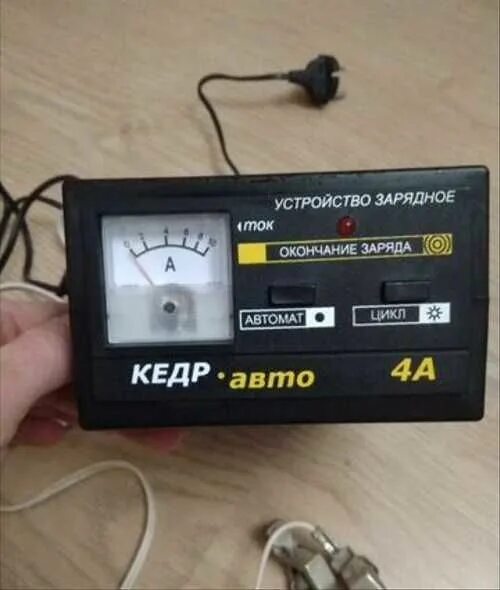 УСТРОЙСТВО ЗАРЯДНОЕ
ТОК
ОКОНЧАНИЕ ЗАРЯДА
0 2 4 6 8 10
А
АВТОМАТ
ЦИКЛ
КЕДР · авто 4А